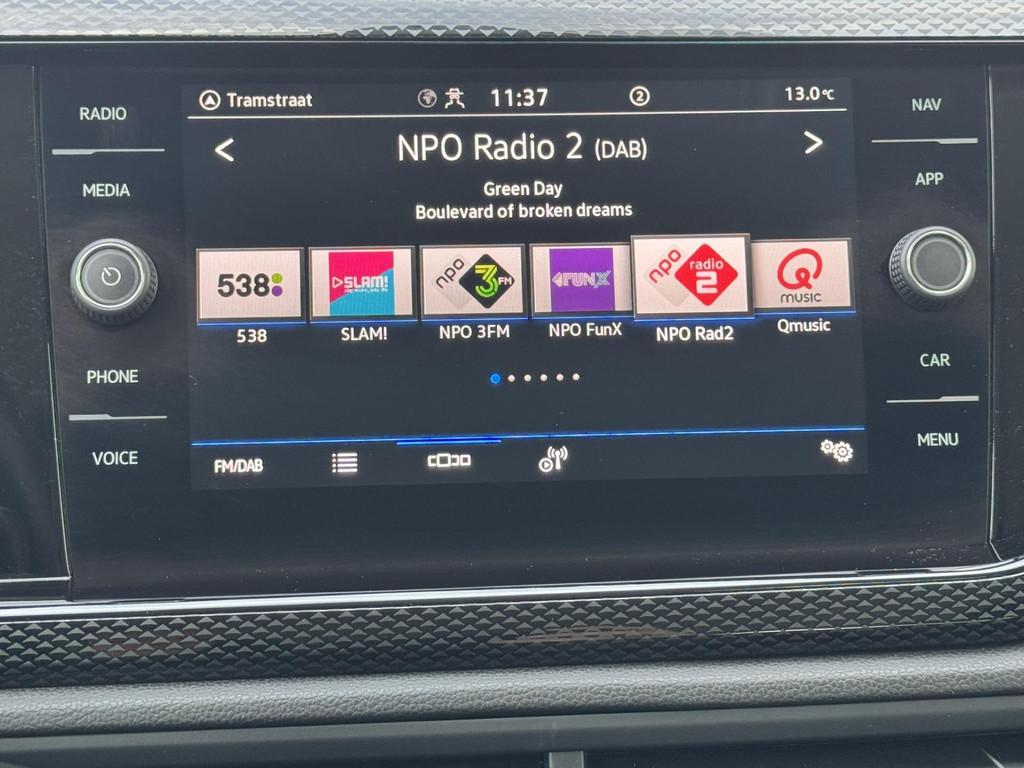 RADIO
MEDIA
PHONE
VOICE
Tramstraat 11:37 2 13.0°C
< NPO Radio 2 (DAB) >
Green Day
Boulevard of broken dreams
538
SLAM!
npo 3FM
FUNX
npo radio 2
Q MUSIC
538 SLAM! NPO 3FM NPO FunX NPO Rad2 Qmusic
FM/DAB
NAV
APP
CAR
MENU